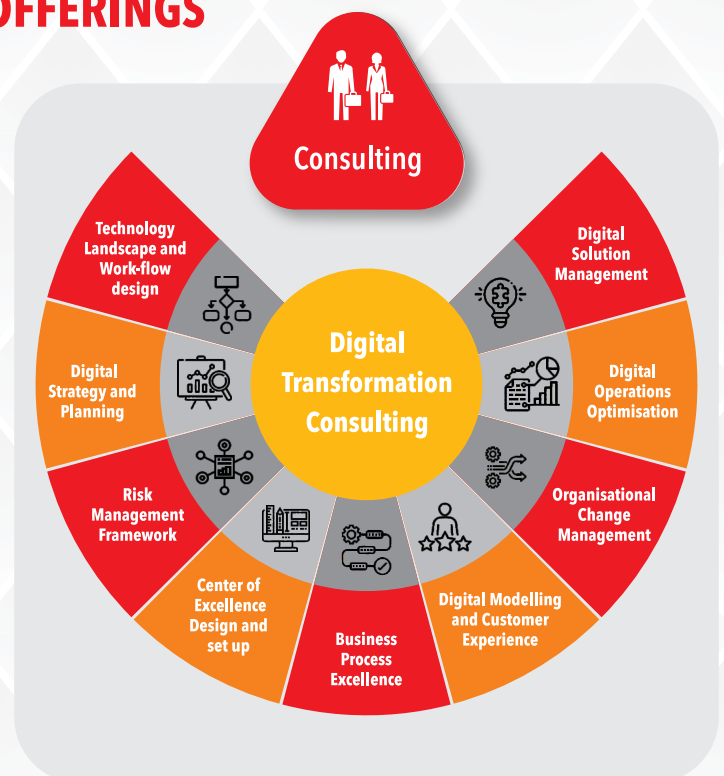 OFFERINGS
Consulting
Technology
Landscape and
Work-flow
design
Digital
Strategy and
Planning
Risk
Management
Framework
Center of
Excellence
Design and
set up
Business
Process
Excellence
Digital Modelling
and Customer
Experience
Organisational
Change
Management
Digital
Operations
Optimisation
Digital
Solution
Management
Digital
Transformation
Consulting